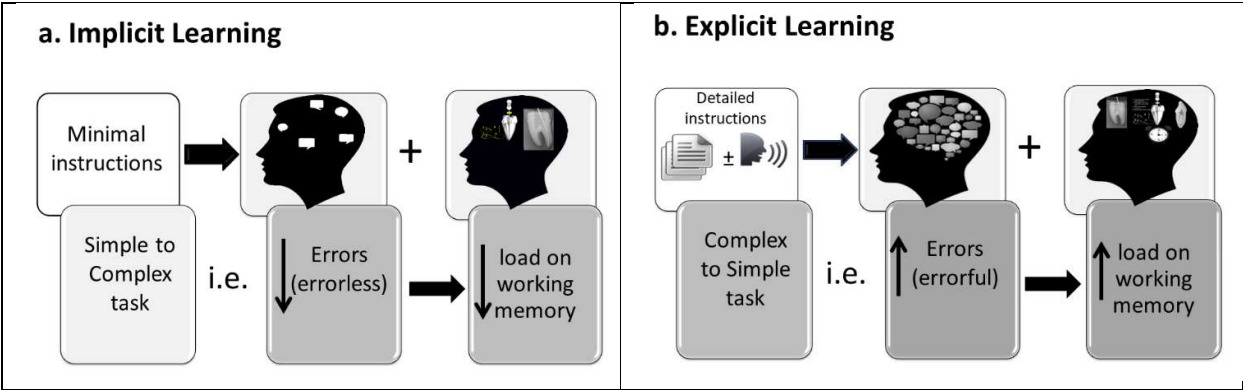 a. Implicit Learning
Minimal
instructions
+
Simple to
Complex
task
i.e.
Errors
(errorless)
load on
working
memory
b. Explicit Learning
Detailed
instructions
±
+
Complex
to Simple
task
i.e.
Errors
(errorful)
load on
working
memory